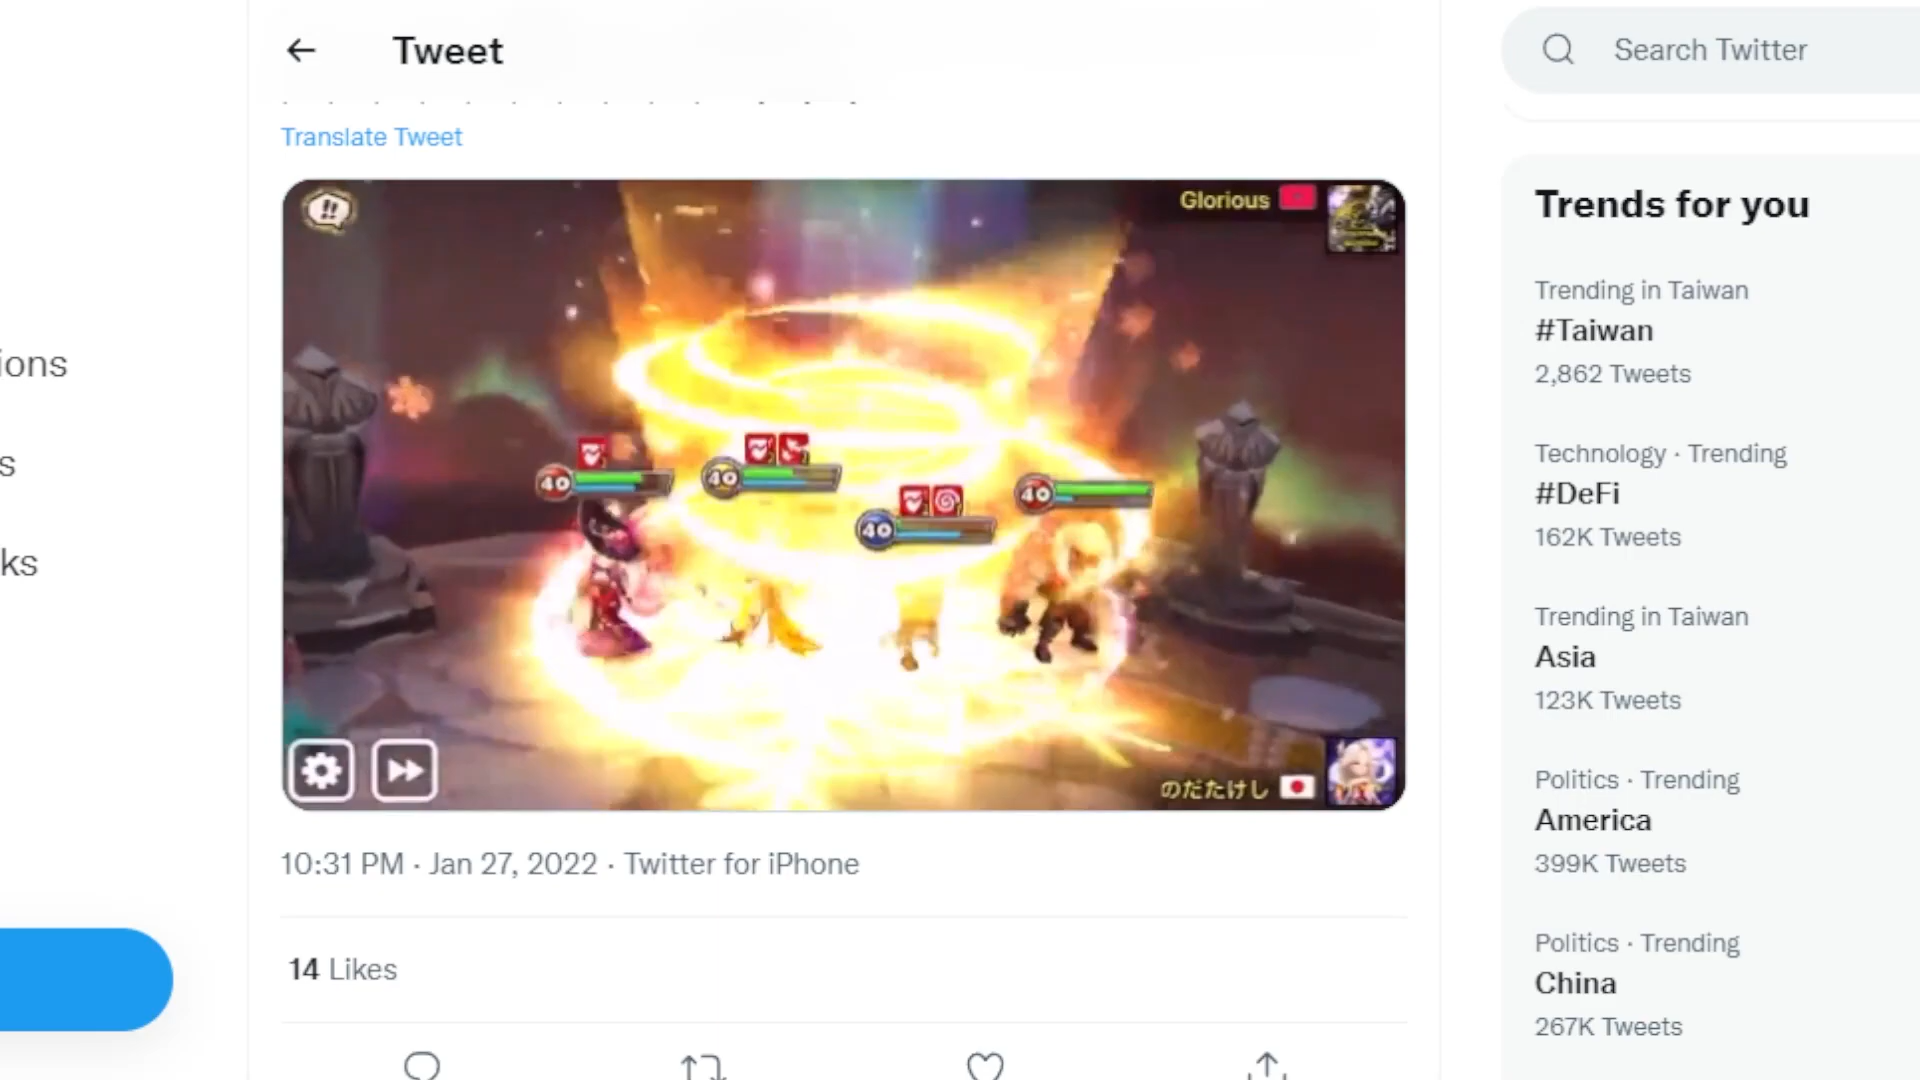 Tweet
Search Twitter
Translate Tweet
!!
Glorious
40
40
40
40
のだたけし
10:31 PM · Jan 27, 2022 · Twitter for iPhone
14 Likes
ions
s
ks
Trends for you
Trending in Taiwan
#Taiwan
2,862 Tweets
Technology · Trending
#DeFi
162K Tweets
Trending in Taiwan
Asia
123K Tweets
Politics · Trending
America
399K Tweets
Politics · Trending
China
267K Tweets